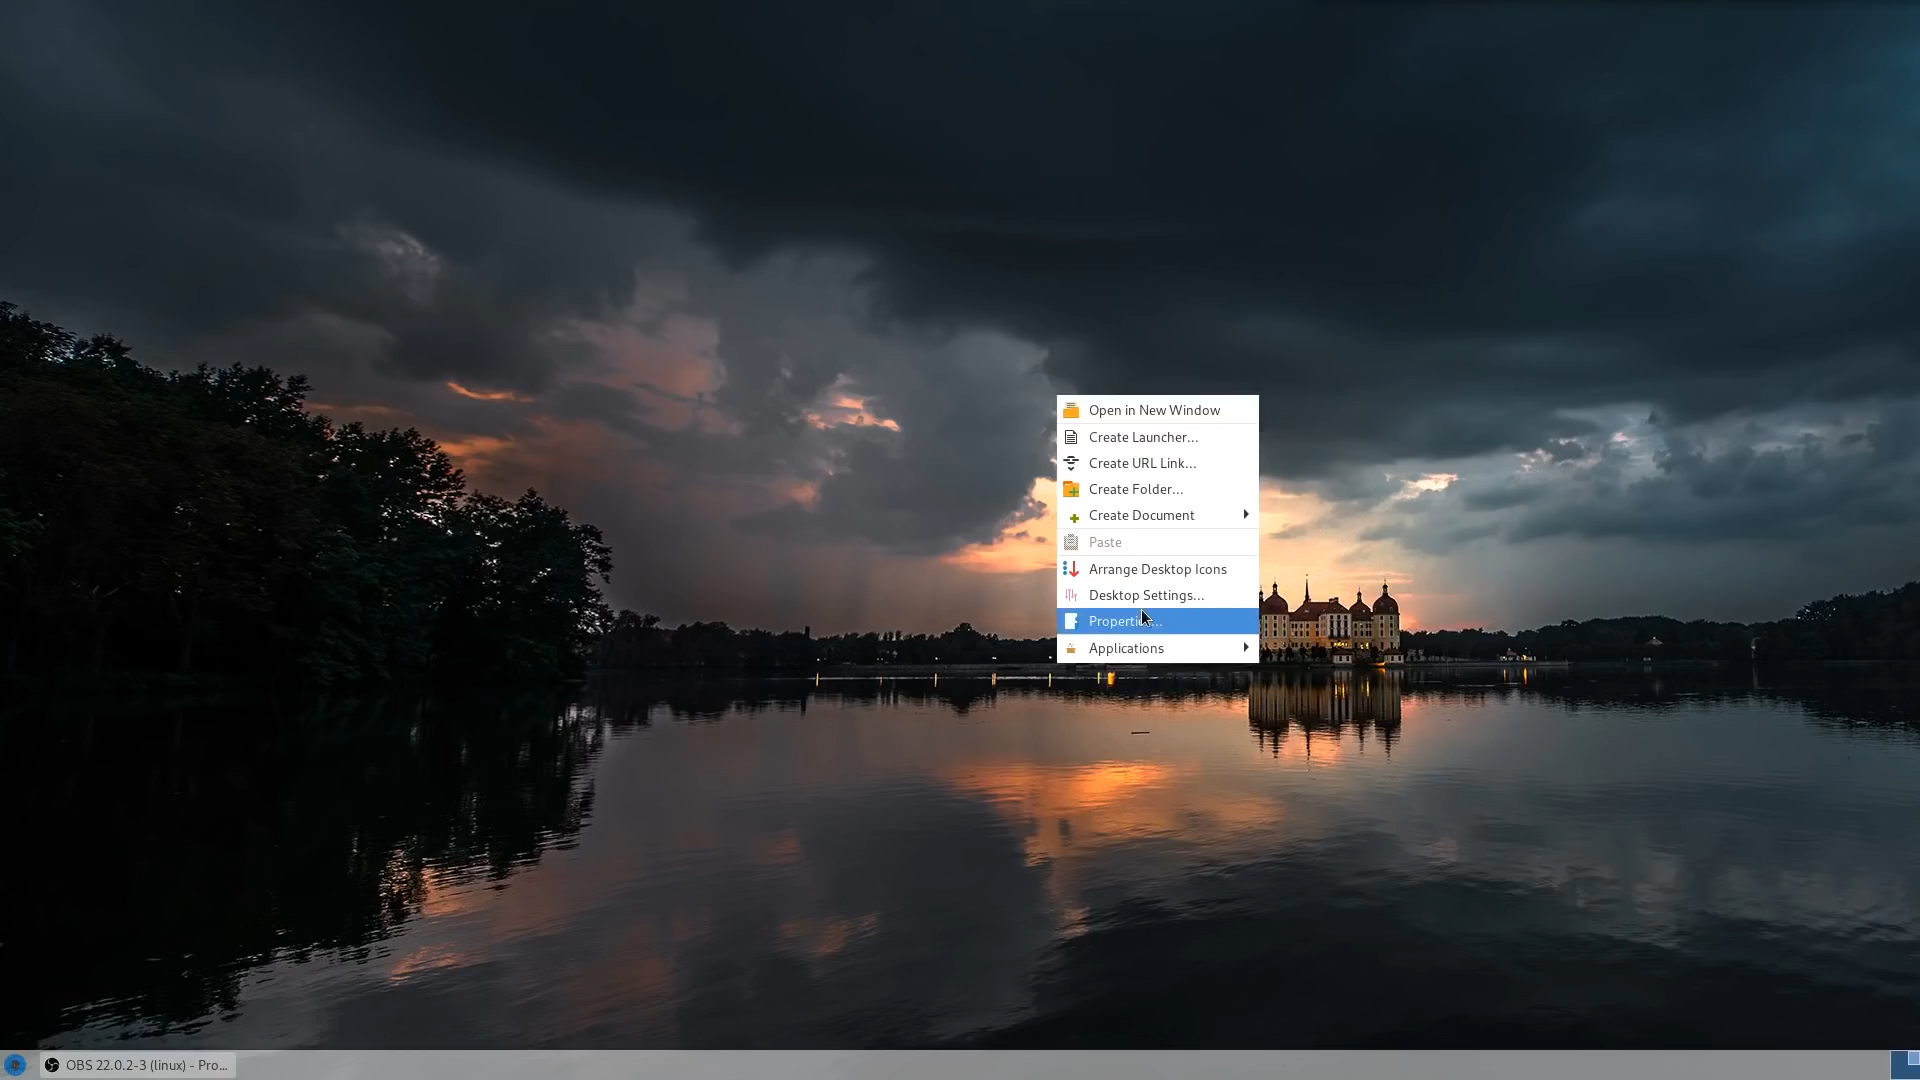 Open in New Window
Create Launcher...
Create URL Link...
Create Folder...
Create Document
Paste
Arrange Desktop Icons
Desktop Settings...
Properties...
Applications
OBS 22.0.2-3 (linux) - Pro...